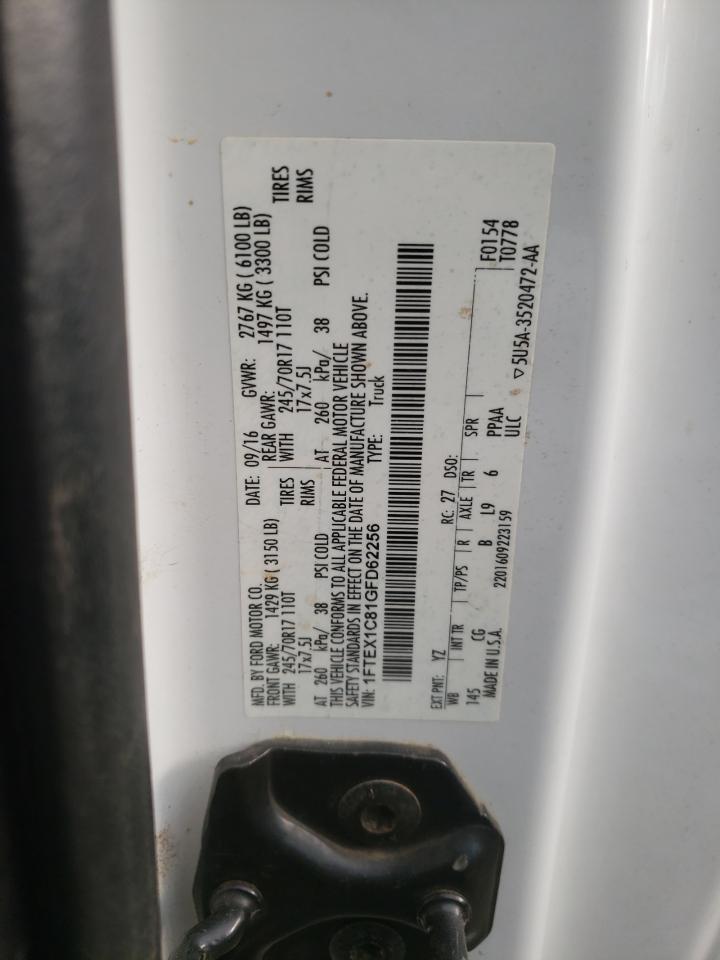 MFD. BY FORD MOTOR CO. DATE: 09/16 GVWR: 2767 KG ( 6100 LB)
FRONT GAWR: 1429 KG ( 3150 LB) REAR GAWR: 1497 KG ( 3300 LB)
WITH 245/70R17 110T TIRES WITH 245/70R17 110T TIRES
17x7.5J RIMS 17x7.5J RIMS
AT 260 kPa/ 38 PSI COLD AT 260 kPa/ 38 PSI COLD
THIS VEHICLE CONFORMS TO ALL APPLICABLE FEDERAL MOTOR VEHICLE
SAFETY STANDARDS IN EFFECT ON THE DATE OF MANUFACTURE SHOWN ABOVE.
VIN: 1FTEX1C81GFD62256 TYPE: Truck
EXT PNT: YZ RC: 27 DSO:
WB INT TR TP/PS R AXLE TR SPR F0154
145 CG B L9 6 PPAA T0778
MADE IN U.S.A. 2201609223159 ULC ▽5U5A-3520472-AA